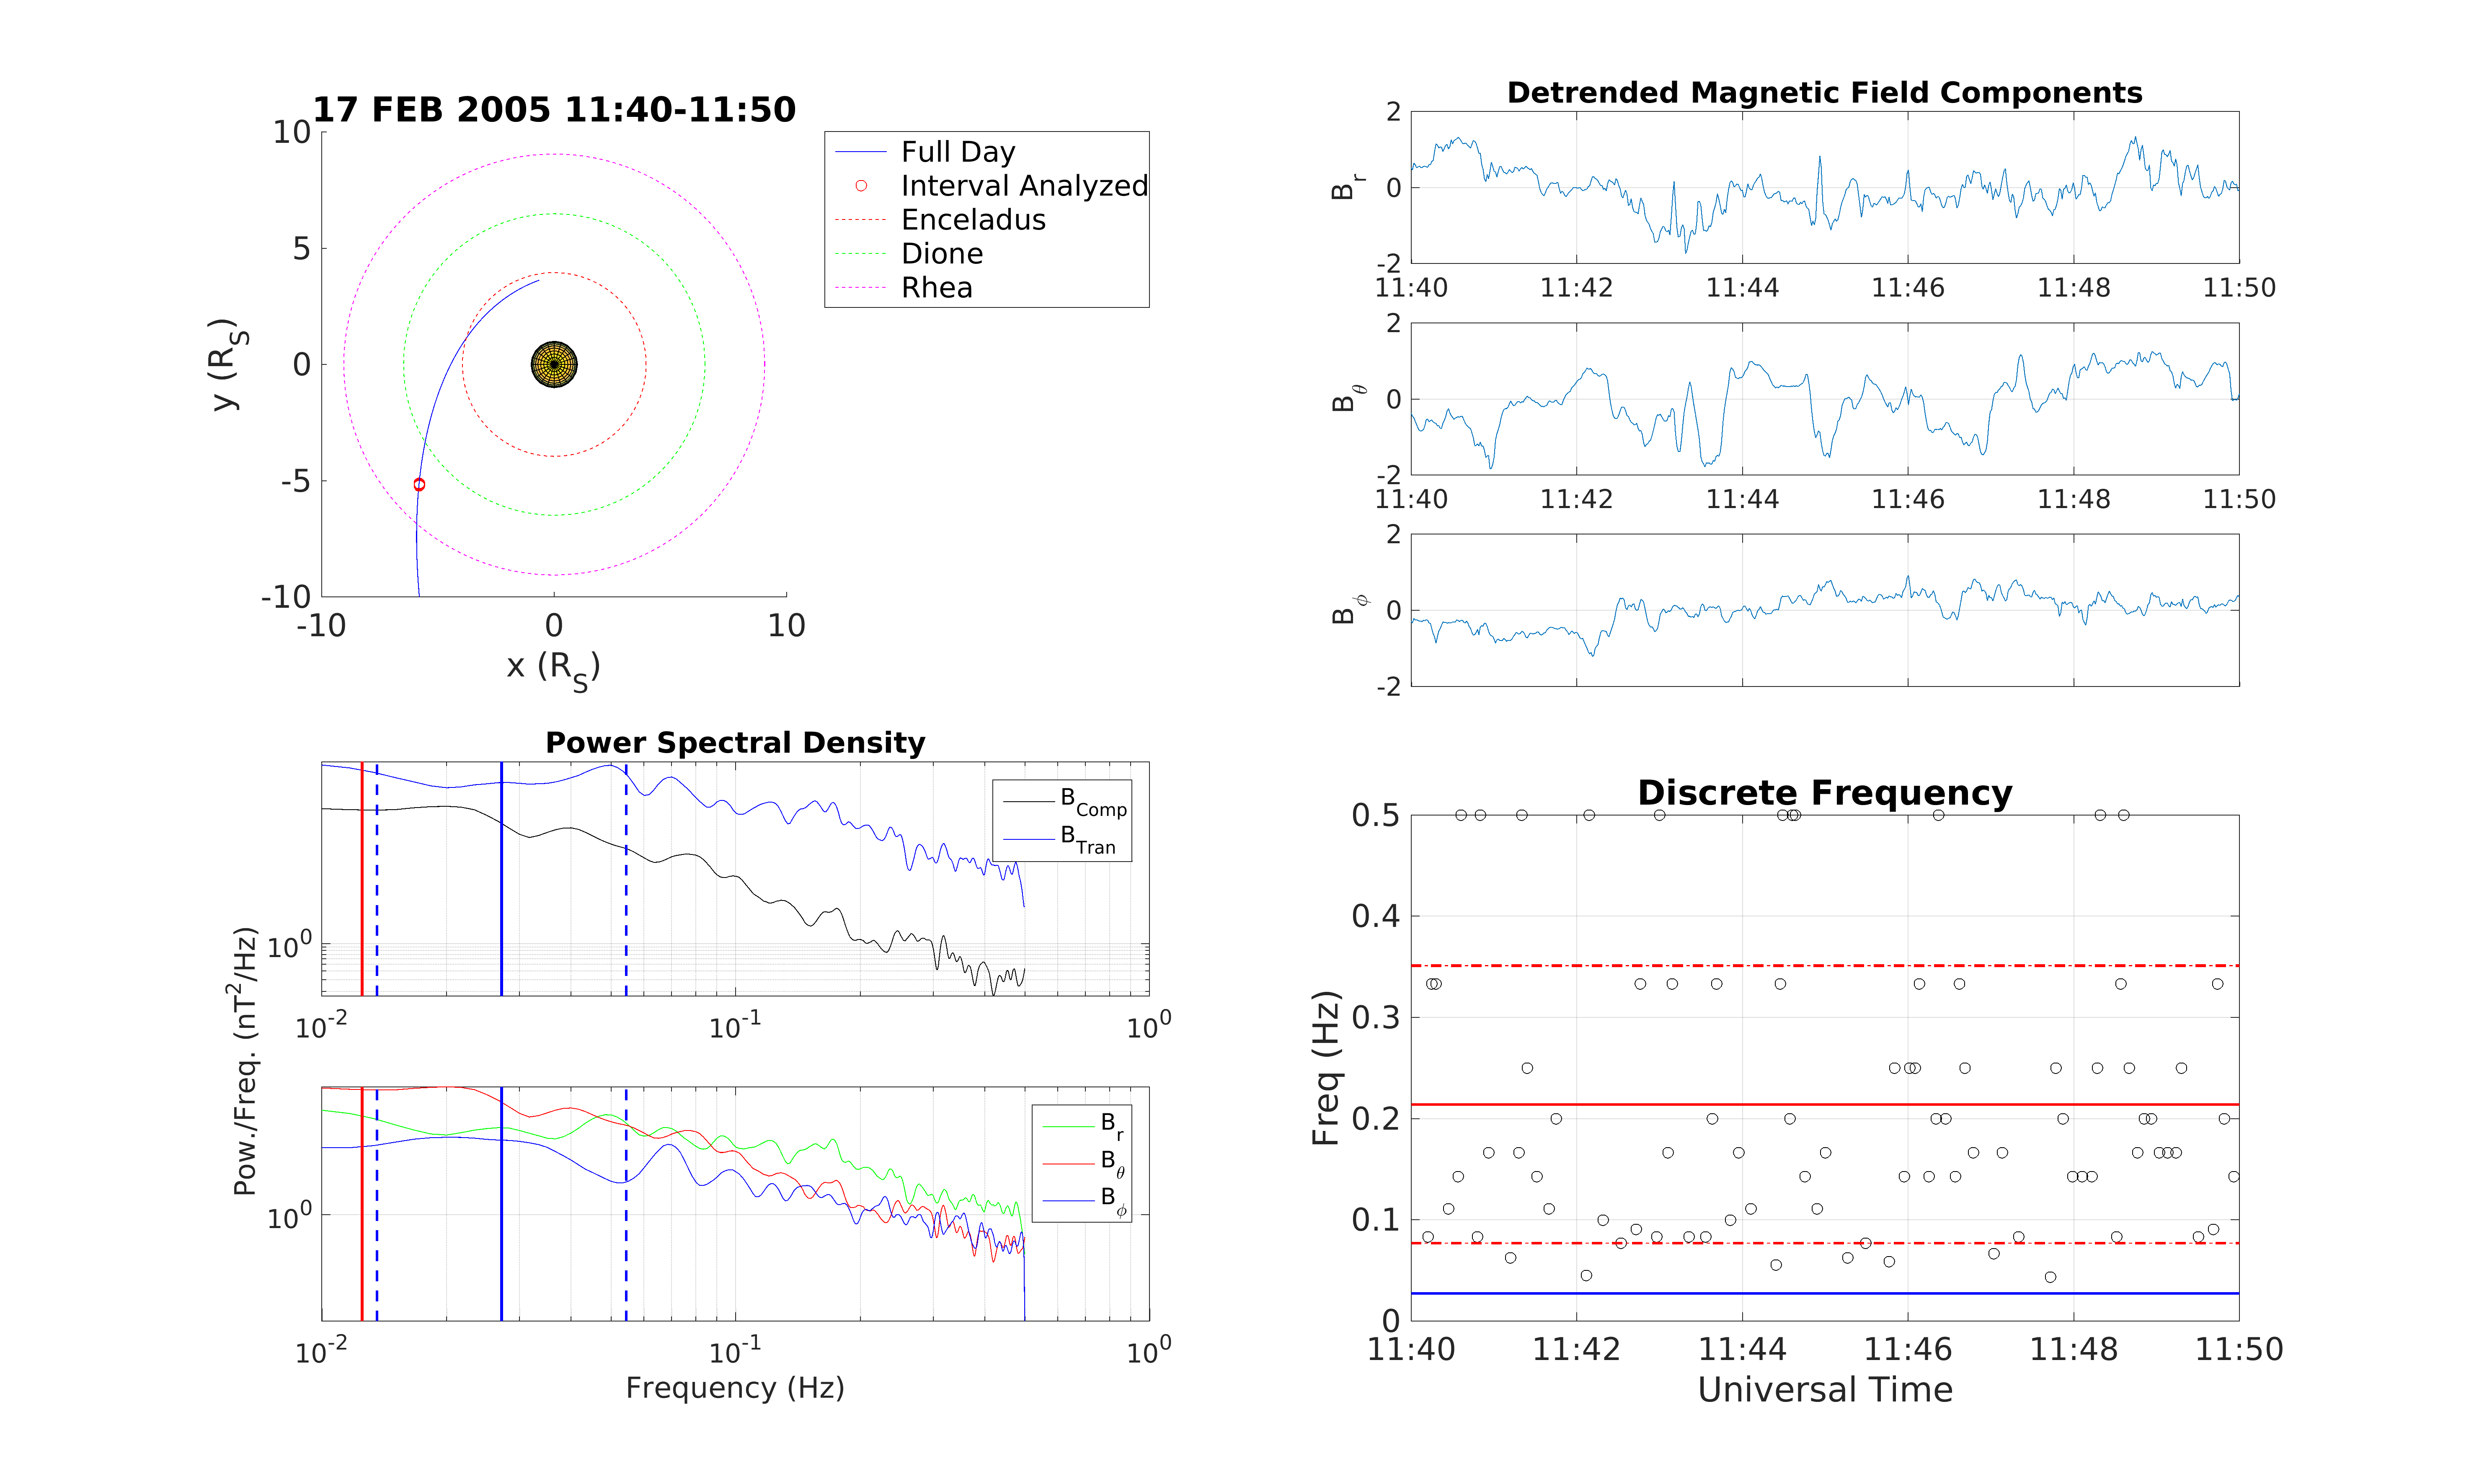 17 FEB 2005 11:40-11:50
10
5
0
-5
-10
-10 0 10
y (R_S)
x (R_S)
Full Day
Interval Analyzed
Enceladus
Dione
Rhea
Detrended Magnetic Field Components
2
0
-2
B_r
11:40 11:42 11:44 11:46 11:48 11:50
2
0
-2
B_θ
11:40 11:42 11:44 11:46 11:48 11:50
2
0
-2
B_ϕ
Power Spectral Density
B_Comp
B_Tran
10^0
10^-2 10^-1 10^0
Pow./Freq. (nT^2/Hz)
B_r
B_θ
B_ϕ
10^0
10^-2 10^-1 10^0
Frequency (Hz)
Discrete Frequency
0.5
0.4
0.3
0.2
0.1
0
Freq (Hz)
11:40 11:42 11:44 11:46 11:48 11:50
Universal Time